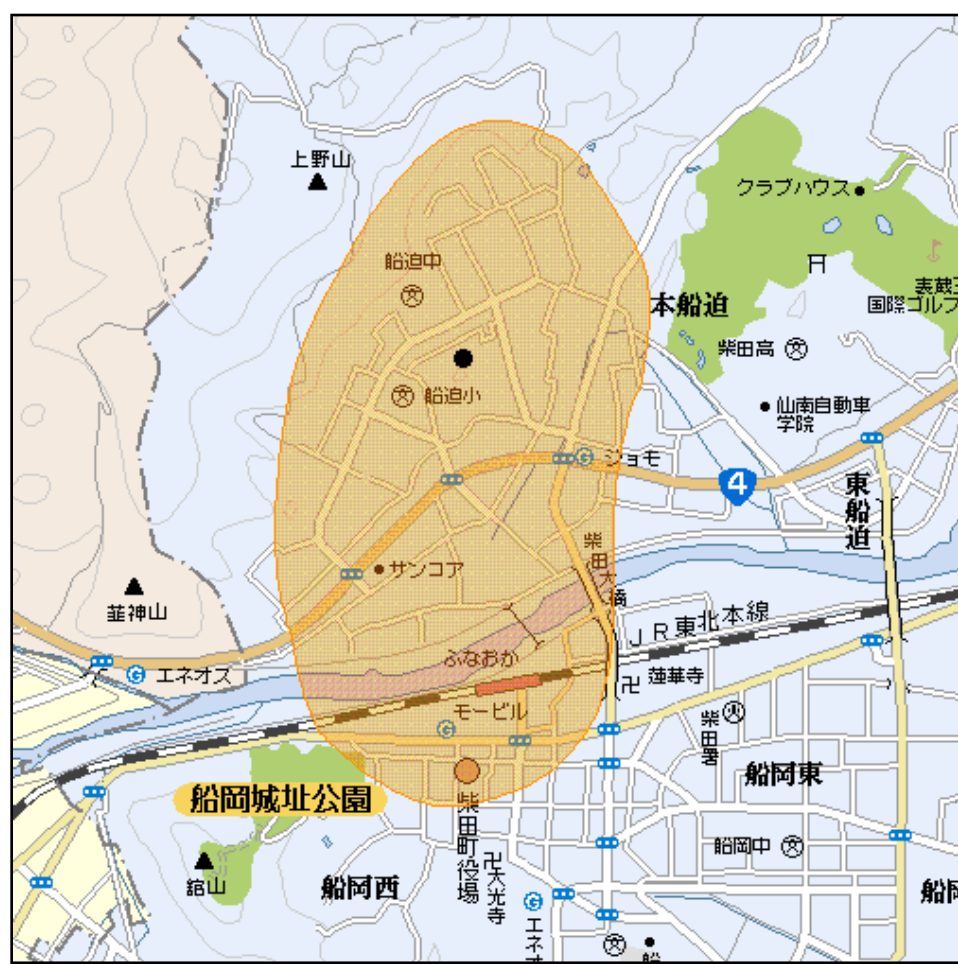 上野山
クラブハウス
船迫中
本船迫
表蔵王
国際ゴルフ
柴田高
船迫小
仙南自動車
学院
ジョモ
4
東船迫
柴田大橋
サンコア
韮神山
JR東北本線
ふなおか
エネオス
蓮華寺
モービル
柴田署
船岡東
船岡城址公園
柴田町役場
船岡中
舘山
船岡西
大光寺
船岡
エネオ
船